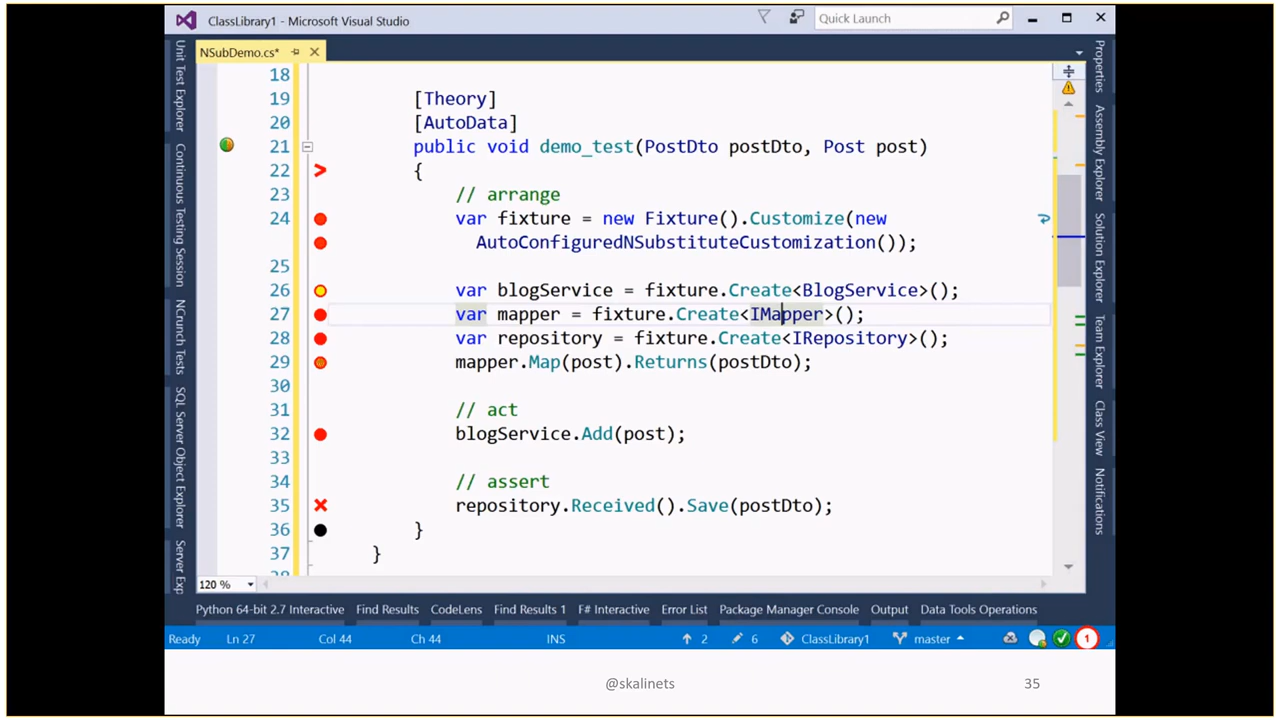 ClassLibrary1 - Microsoft Visual Studio
Quick Launch
NSubDemo.cs*
18
19 [Theory]
20 [AutoData]
21 public void demo_test(PostDto postDto, Post post)
22 {
23 // arrange
24 var fixture = new Fixture().Customize(new
AutoConfiguredNSubstituteCustomization());
25
26 var blogService = fixture.Create<BlogService>();
27 var mapper = fixture.Create<IMapper>();
28 var repository = fixture.Create<IRepository>();
29 mapper.Map(post).Returns(postDto);
30
31 // act
32 blogService.Add(post);
33
34 // assert
35 repository.Received().Save(postDto);
36 }
37 }
Unit Test Explorer
Continuous Testing Session
NCrunch Tests
SQL Server Object Explorer
Server Exp
Properties
Assembly Explorer
Solution Explorer
Team Explorer
Class View
Notifications
120 %
Python 64-bit 2.7 Interactive Find Results CodeLens Find Results 1 F# Interactive Error List Package Manager Console Output Data Tools Operations
Ready Ln 27 Col 44 Ch 44 INS 2 6 ClassLibrary1 master 1
@skalinets 35